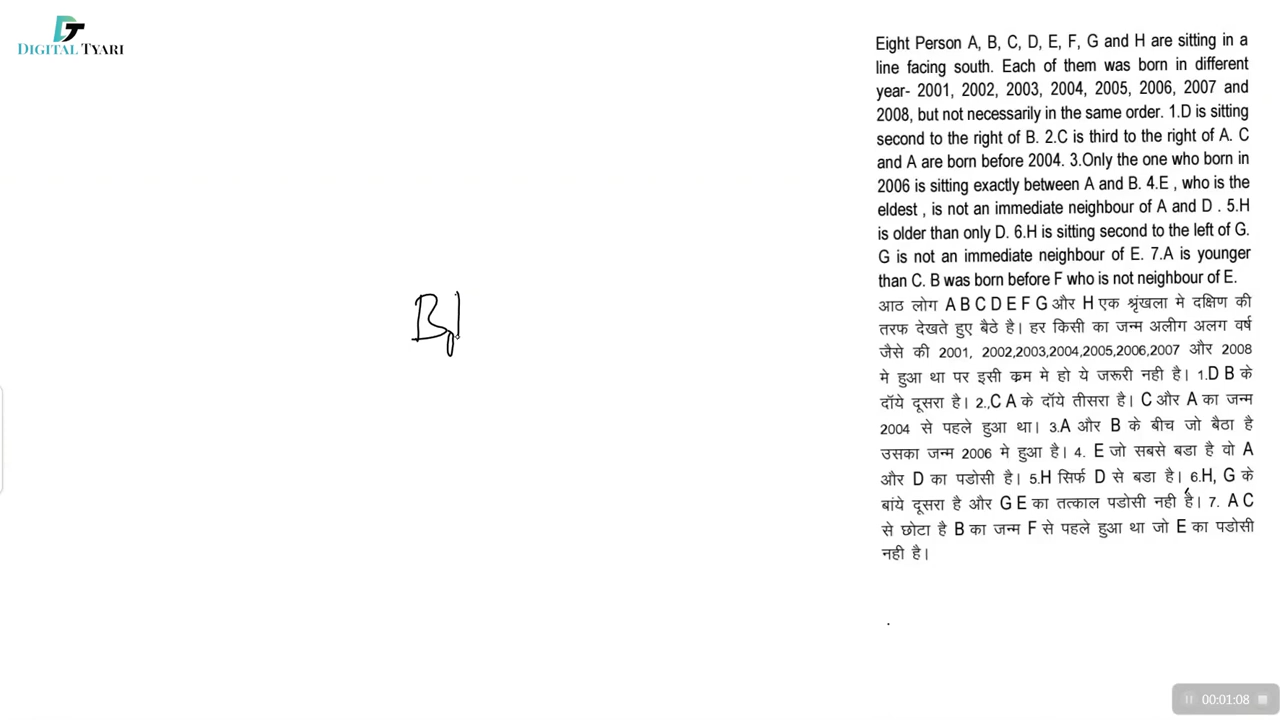 DIGITAL TYARI
Eight Person A, B, C, D, E, F, G and H are sitting in a
line facing south. Each of them was born in different
year- 2001, 2002, 2003, 2004, 2005, 2006, 2007 and
2008, but not necessarily in the same order. 1.D is sitting
second to the right of B. 2.C is third to the right of A. C
and A are born before 2004. 3.Only the one who born in
2006 is sitting exactly between A and B. 4.E , who is the
eldest , is not an immediate neighbour of A and D . 5.H
is older than only D. 6.H is sitting second to the left of G.
G is not an immediate neighbour of E. 7.A is younger
than C. B was born before F who is not neighbour of E.
आठ लोग A B C D E F G और H एक श्रृंखला मे दक्षिण की
तरफ देखते हुए बैठे है। हर किसी का जन्म अलीग अलग वर्ष
जैसे की 2001, 2002,2003,2004,2005,2006,2007 और 2008
मे हुआ था पर इसी क्रम मे हो ये जरूरी नही है। 1.D B के
दॉये दूसरा है। 2.,C A के दॉये तीसरा है। C और A का जन्म
2004 से पहले हुआ था। 3.A और B के बीच जो बैठा है
उसका जन्म 2006 मे हुआ है। 4. E जो सबसे बडा है वो A
और D का पडोसी है। 5.H सिर्फ D से बडा है। 6.H, G के
बांये दूसरा है और G E का तत्काल पडोसी नही है। 7. A C
से छोटा है B का जन्म F से पहले हुआ था जो E का पडोसी
नही है।
00:01:08